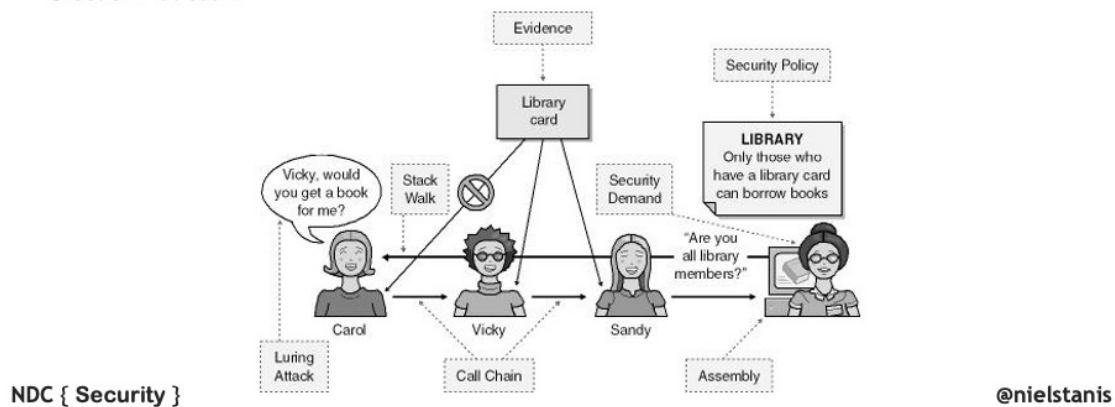 Evidence
Security Policy
Library
card
LIBRARY
Only those who
have a library card
can borrow books
Vicky, would
you get a book
for me?
Stack
Walk
Security
Demand
"Are you
all library
members?"
Carol
Vicky
Sandy
Luring
Attack
Call Chain
Assembly
NDC { Security }
@nielstanis